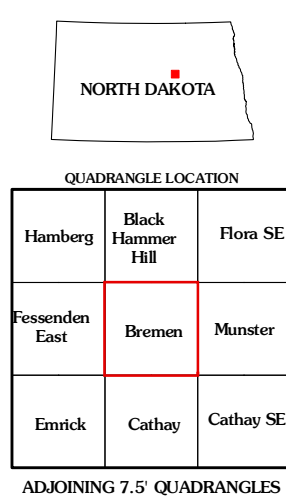 NORTH DAKOTA
QUADRANGLE LOCATION
Hamberg
Black
Hammer
Hill
Flora SE
Fessenden
East
Bremen
Munster
Emrick
Cathay
Cathay SE
ADJOINING 7.5' QUADRANGLES